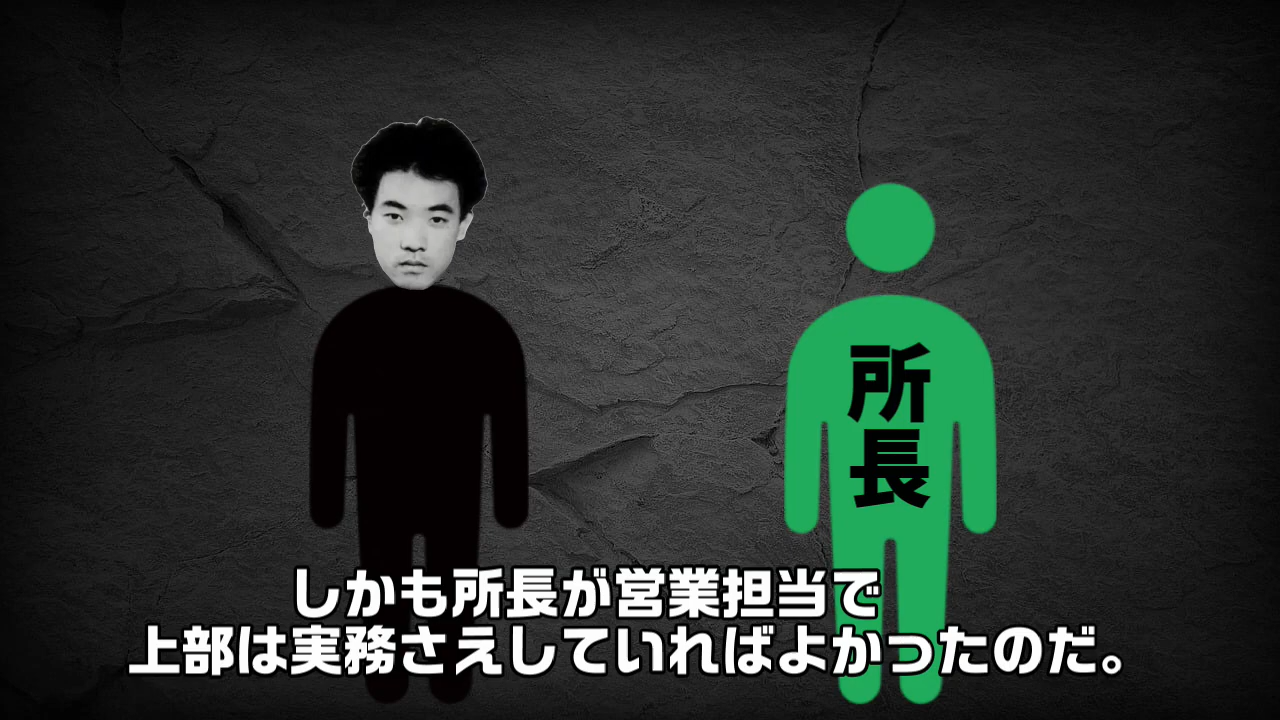 所長
しかも所長が営業担当で
上部は実務さえしていればよかったのだ。